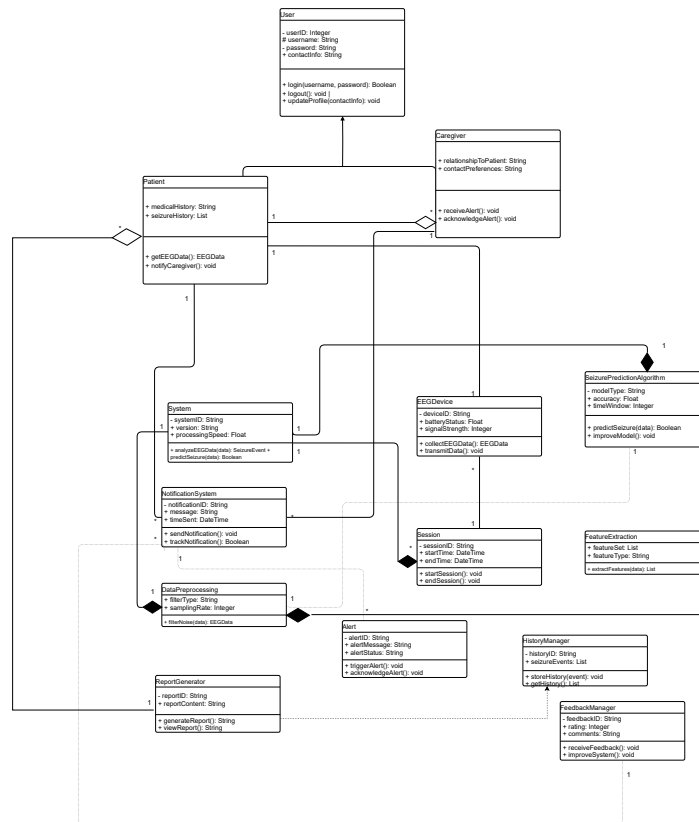 User
- userID: Integer
# username: String
- password: String
+ contactInfo: String
+ login(username, password): Boolean
+ logout(): void |
+ updateProfile(contactInfo): void
Caregiver
+ relationshipToPatient: String
+ contactPreferences: String
+ receiveAlert(): void
+ acknowledgeAlert(): void
Patient
+ medicalHistory: String
+ seizureHistory: List
+ getEEGData(): EEGData
+ notifyCaregiver(): void
1
*
1
*
1
1
1
SeizurePredictionAlgorithm
- modelType: String
+ accuracy: Float
+ timeWindow: Integer
+ predictSeizure(data): Boolean
+ improveModel(): void
System
- systemID: String
+ version: String
+ processingSpeed: Float
+ analyzeEEGData(data): SeizureEvent +
predictSeizure(data): Boolean
1
1
1
EEGDevice
- deviceID: String
+ batteryStatus: Float
+ signalStrength: Integer
+ collectEEGData(): EEGData
+ transmitData(): void
1
*
1
1
NotificationSystem
- notificationID: String
+ message: String
+ timeSent: DateTime
+ sendNotification(): void
+ trackNotification(): Boolean
*
*
*
1
Session
- sessionID: String
+ startTime: DateTime
+ endTime: DateTime
+ startSession(): void
+ endSession(): void
*
FeatureExtraction
+ featureSet: List
+ featureType: String
+ extractFeatures(data): List
DataPreprocessing
+ filterType: String
+ samplingRate: Integer
+ filterNoise(data): EEGData
1
1
*
Alert
- alertID: String
+ alertMessage: String
+ alertStatus: String
+ triggerAlert(): void
+ acknowledgeAlert(): void
1
HistoryManager
- historyID: String
+ seizureEvents: List
+ storeHistory(event): void
+ getHistory(): List
ReportGenerator
- reportID: String
+ reportContent: String
+ generateReport(): String
+ viewReport(): String
1
FeedbackManager
- feedbackID: String
+ rating: Integer
+ comments: String
+ receiveFeedback(): void
+ improveSystem(): void
1